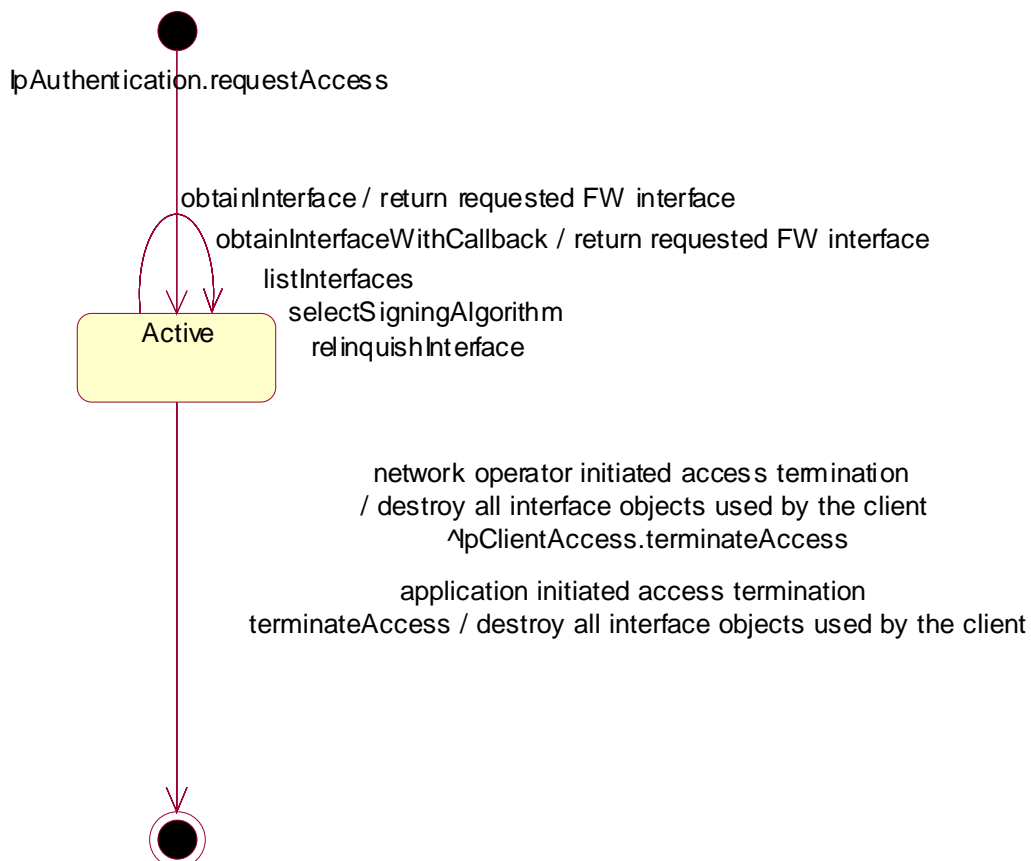 IpAuthentication.requestAccess
obtainInterface / return requested FW interface
obtainInterfaceWithCallback / return requested FW interface
listInterfaces
selectSigningAlgorithm
relinquishInterface
Active
network operator initiated access termination
/ destroy all interface objects used by the client
^IpClientAccess.terminateAccess
application initiated access termination
terminateAccess / destroy all interface objects used by the client